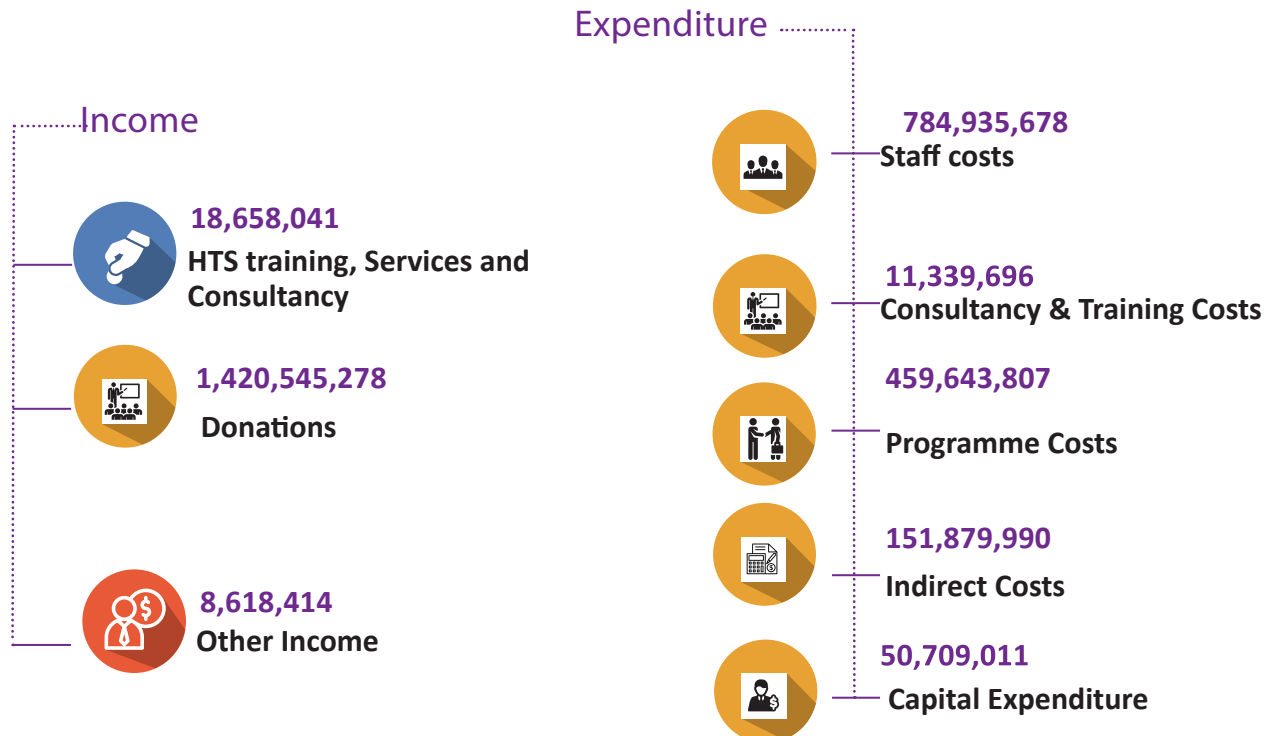 Income
18,658,041
HTS training, Services and
Consultancy
1,420,545,278
Donations
8,618,414
Other Income
Expenditure
784,935,678
Staff costs
11,339,696
Consultancy & Training Costs
459,643,807
Programme Costs
151,879,990
Indirect Costs
50,709,011
Capital Expenditure